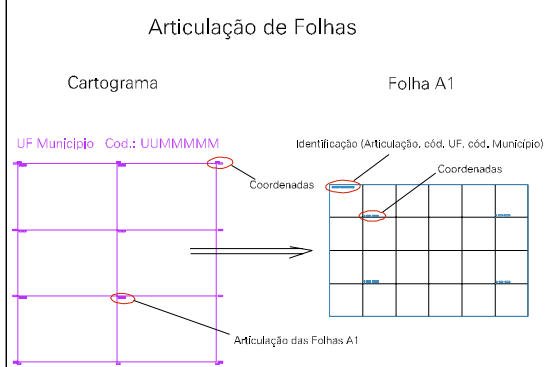 Articulação de Folhas
Cartograma
Folha A1
UF Município Cod.: UUMMMMM
Identificação (Articulação, cód. UF, cód. Município)
Coordenadas
Coordenadas
Articulação das Folhas A1